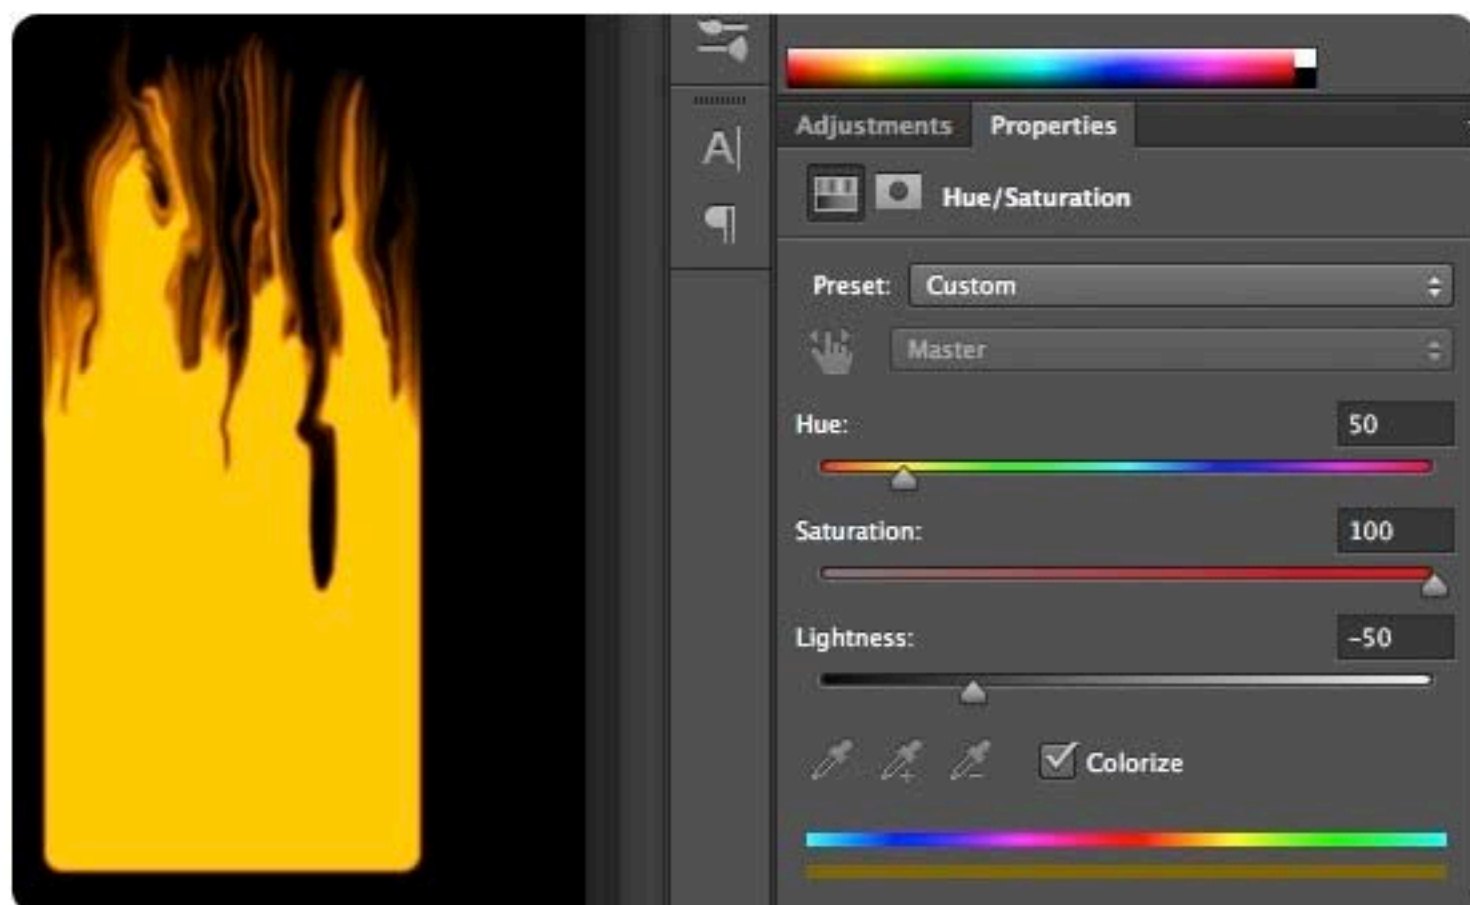 Adjustments Properties
Hue/Saturation
Preset: Custom
Master
Hue: 50
Saturation: 100
Lightness: -50
Colorize